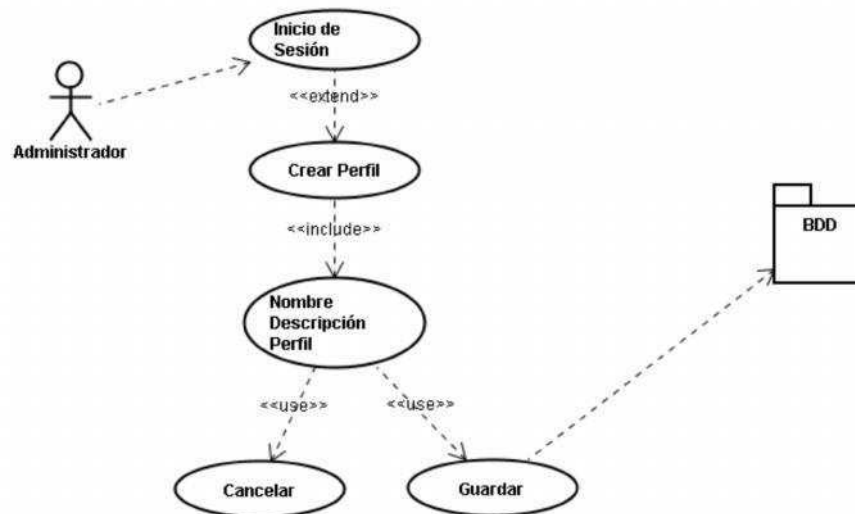 Inicio de
Sesión
<<extend>>
Administrador
Crear Perfil
<<include>>
BDD
Nombre
Descripción
Perfil
<<use>>
<<use>>
Cancelar
Guardar